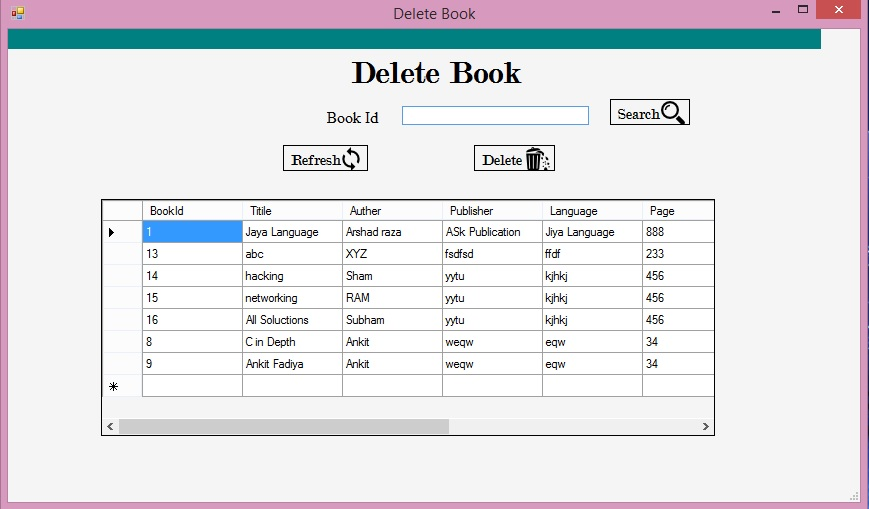 Delete Book
Delete Book
Book Id Search
Refresh Delete
BookId Titile Auther Publisher Language Page
1 Jaya Language Arshad raza ASk Publication Jiya Language 888
13 abc XYZ fsdfsd ffdf 233
14 hacking Sham yytu kjhkj 456
15 networking RAM yytu kjhkj 456
16 All Soluctions Subham yytu kjhkj 456
8 C in Depth Ankit weqw eqw 34
9 Ankit Fadiya Ankit weqw eqw 34